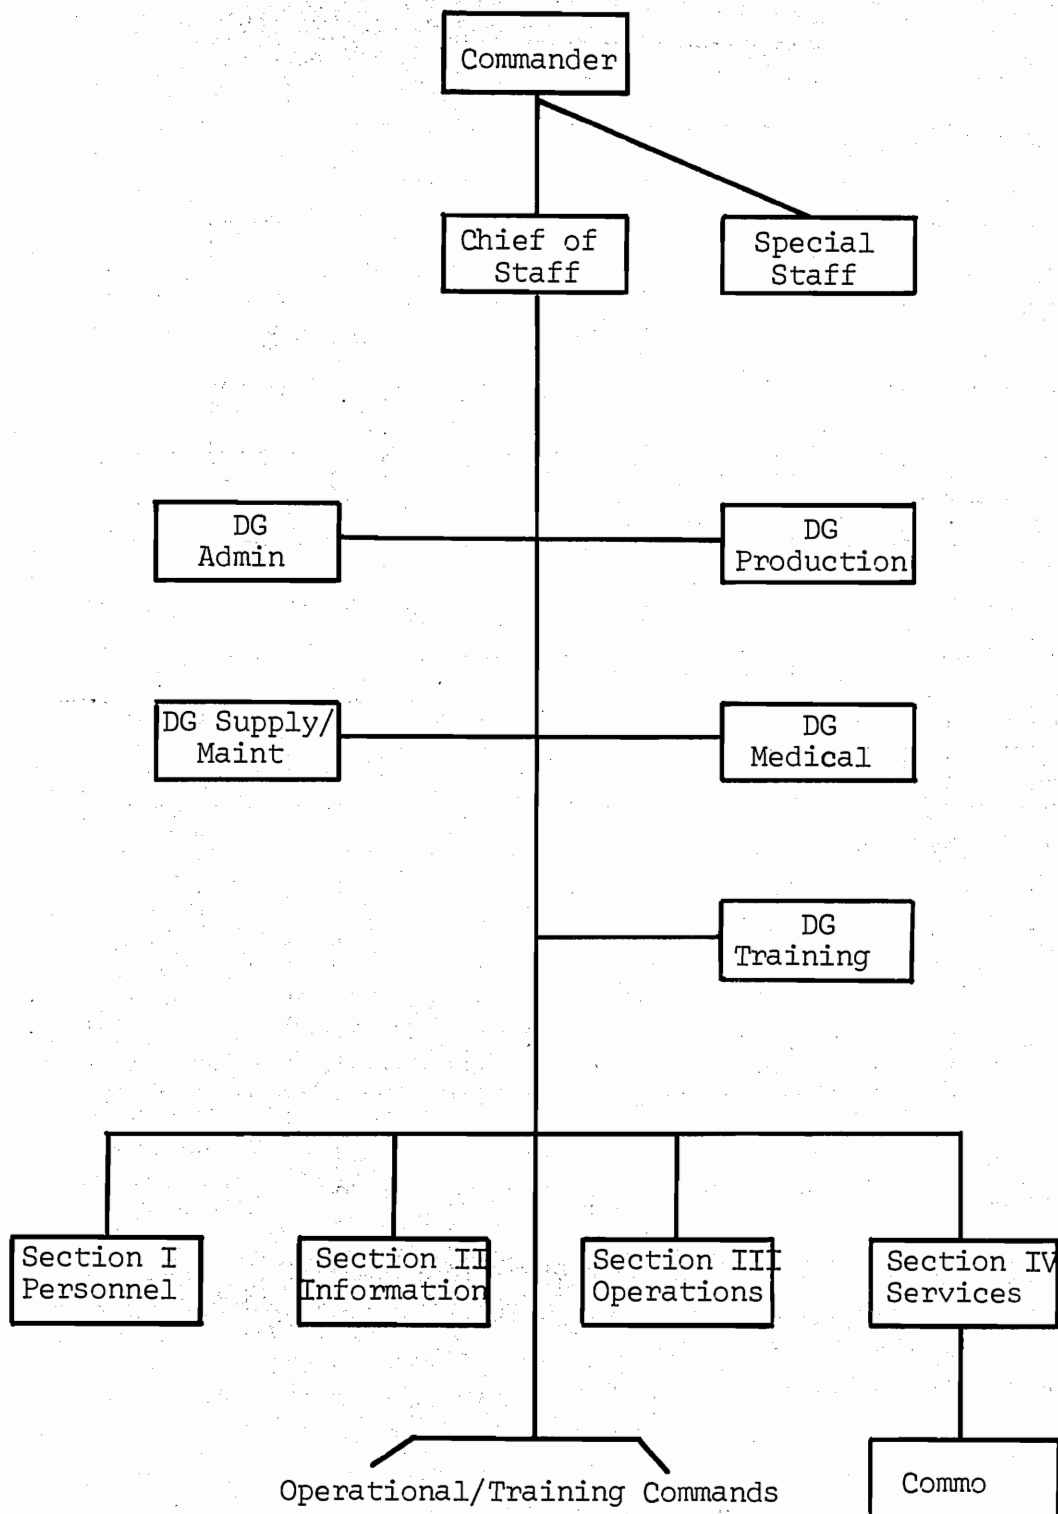 Commander
Chief of
Staff
Special
Staff
DG
Admin
DG
Production
DG Supply/
Maint
DG
Medical
DG
Training
Section I
Personnel
Section II
Information
Section III
Operations
Section IV
Services
Operational/Training Commands
Commo